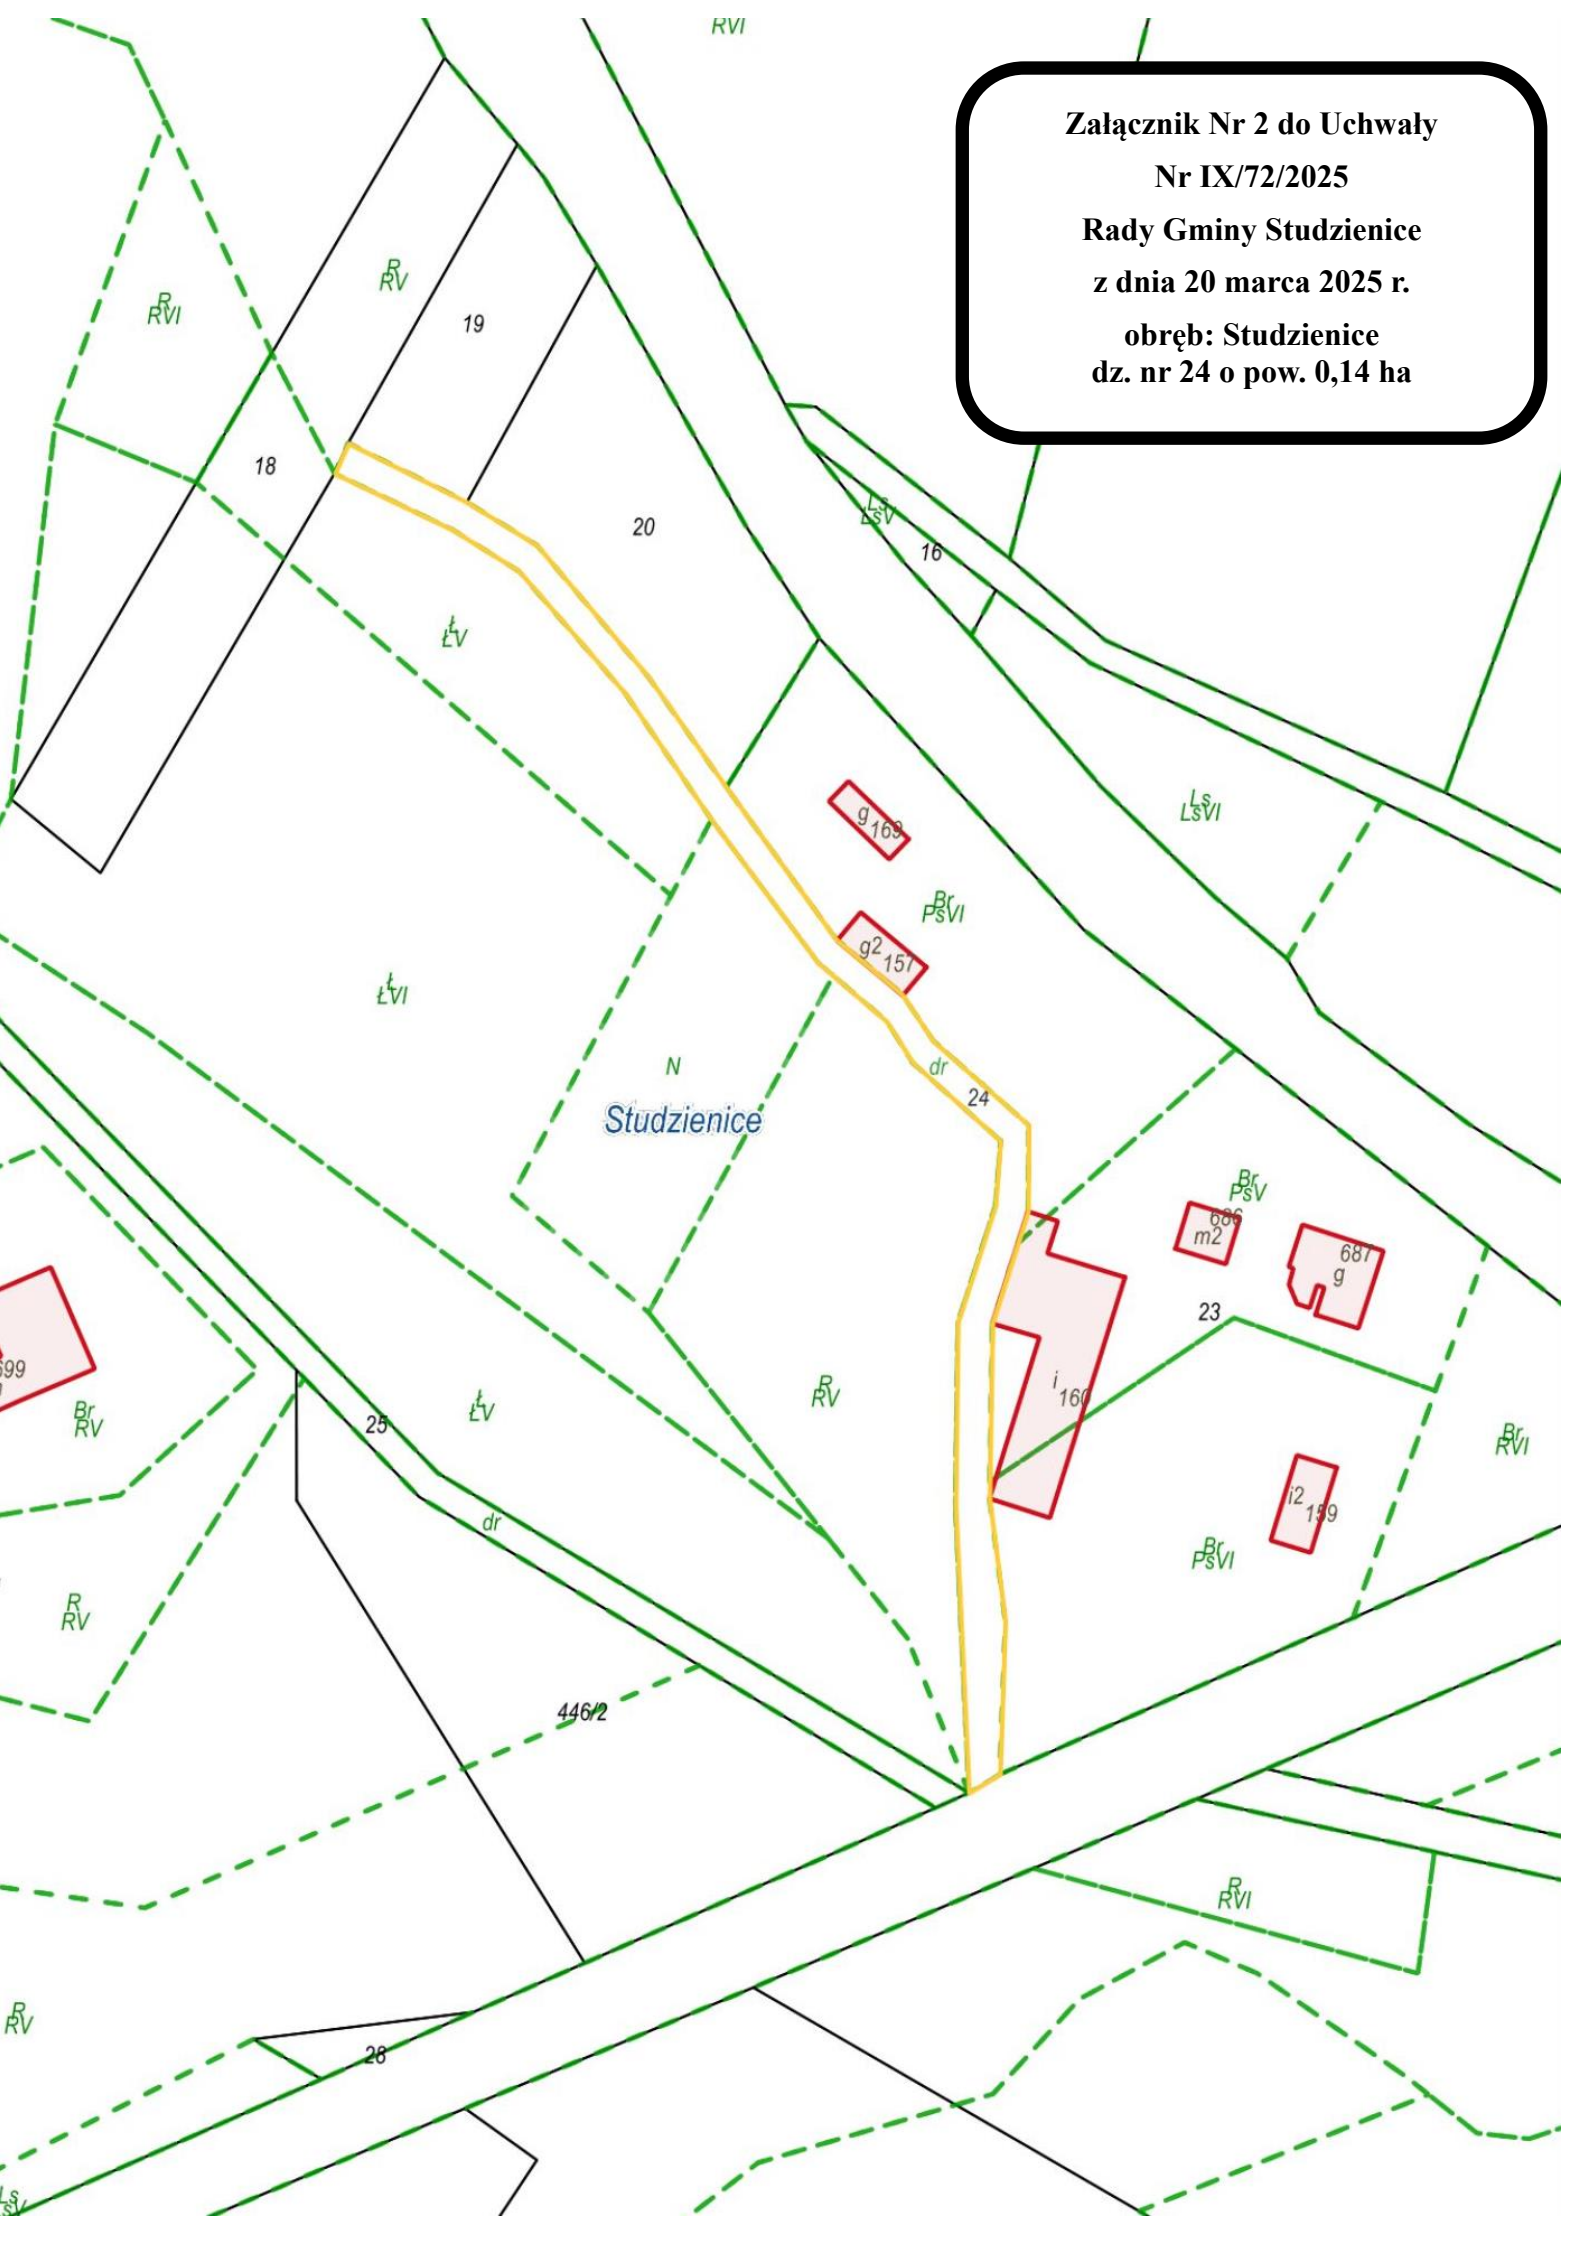 RVI
Załącznik Nr 2 do Uchwały
Nr IX/72/2025
Rady Gminy Studzienice
z dnia 20 marca 2025 r.
obręb: Studzienice
dz. nr 24 o pow. 0,14 ha
R
RV
R
RVI
19
18
20
Ls
LsV
16
Ł
ŁV
Ls
LsVI
g 169
Br
PsVI
g2 157
Ł
ŁVI
N
dr
24
Studzienice
Br
PsV
686
m2
687
g
23
699
R
RV
i 160
Br
RV
Ł
ŁV
25
Br
RVI
i2 159
dr
Br
PsVI
R
RV
446/2
R
RVI
R
RV
28
Ls